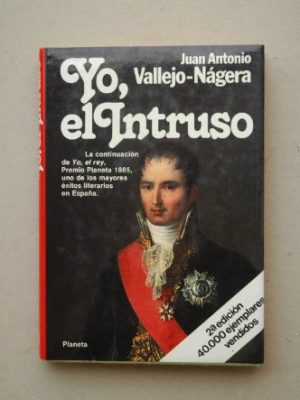 Juan Antonio
Vallejo-Nágera
Yo,
el Intruso
La continuación
de Yo, el rey,
Premio Planeta 1985,
uno de los mayores
éxitos literarios
en España.
2ª edición
40.000 ejemplares
vendidos
Planeta